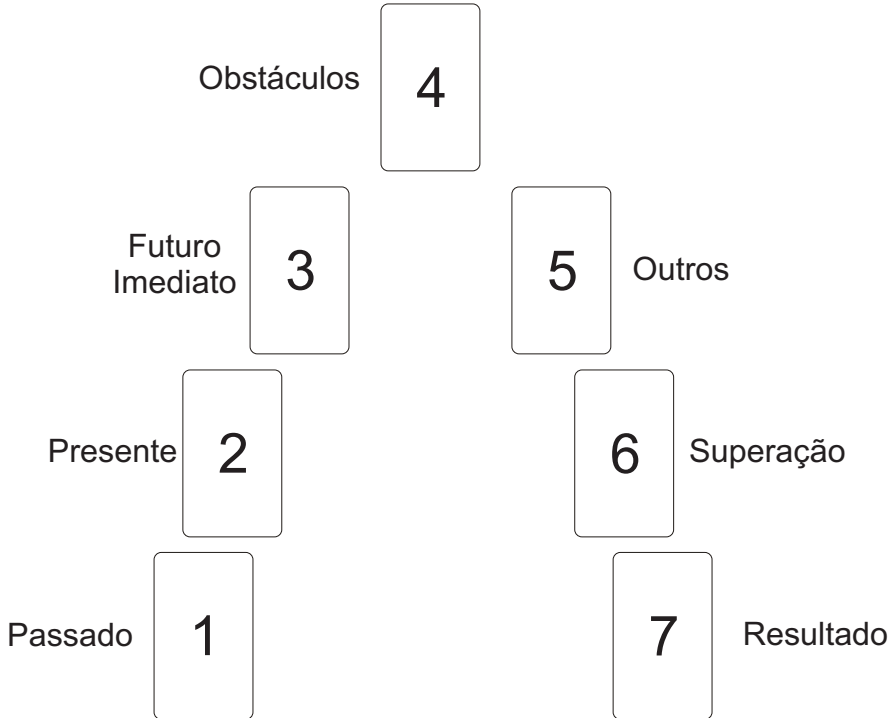 Obstáculos
4
Futuro
Imediato
3
5
Outros
Presente
2
6
Superação
Passado
1
7
Resultado